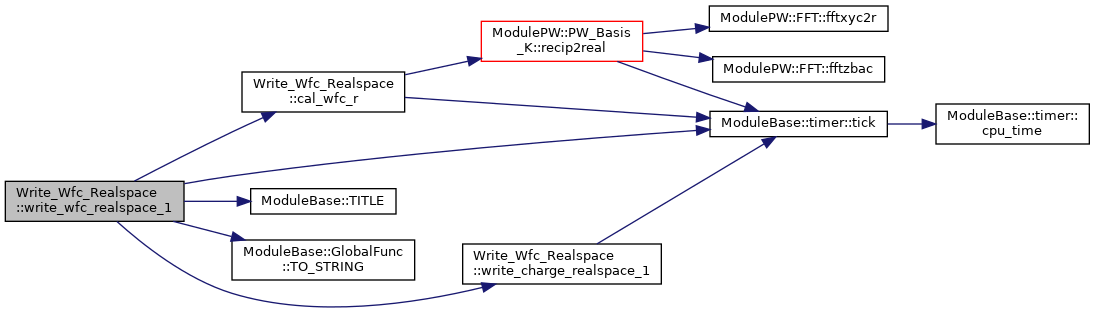 Write_Wfc_Realspace
::write_wfc_realspace_1
Write_Wfc_Realspace
::cal_wfc_r
ModulePW::PW_Basis
_K::recip2real
ModulePW::FFT::fftxyc2r
ModulePW::FFT::fftzbac
ModuleBase::timer::tick
ModuleBase::timer::
cpu_time
ModuleBase::TITLE
ModuleBase::GlobalFunc
::TO_STRING
Write_Wfc_Realspace
::write_charge_realspace_1